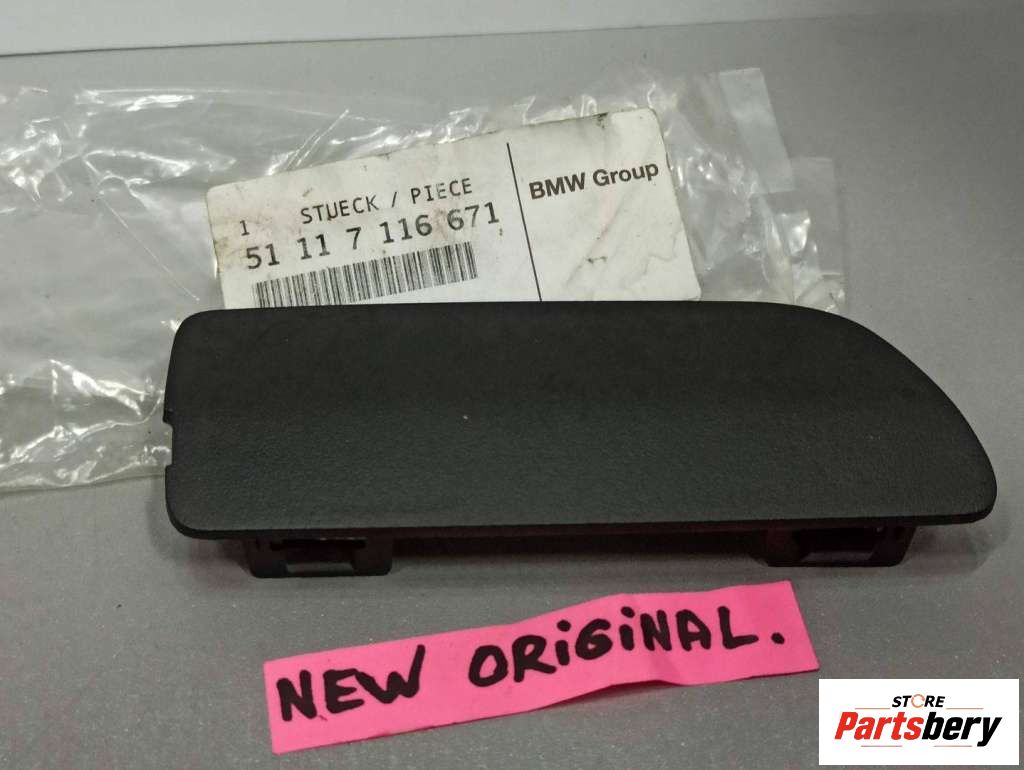 1 STUECK / PIECE
51 11 7 116 671
BMW Group
NEW ORiGiNAL.
STORE
Partsbery